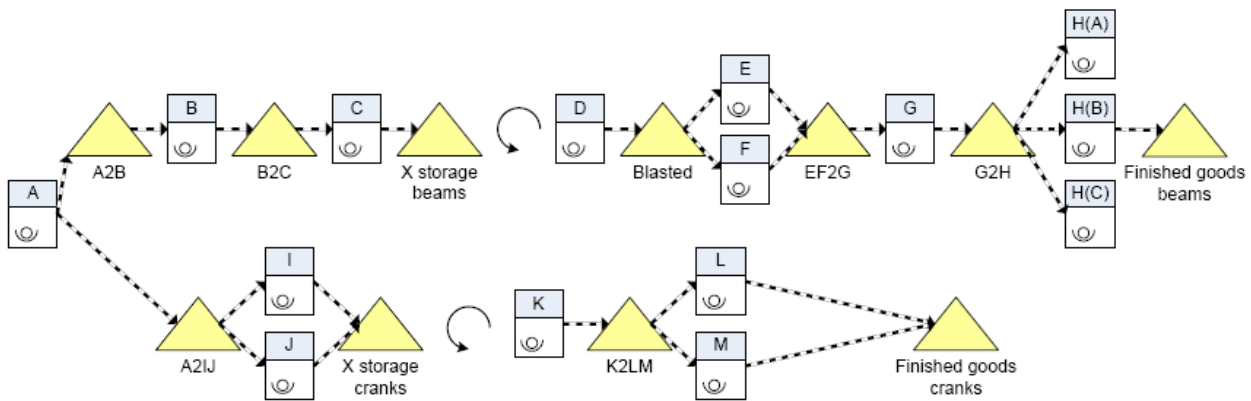 H(A)
E
B
C
D
G
H(B)
F
A2B
B2C
X storage
beams
Blasted
EF2G
G2H
Finished goods
beams
A
H(C)
I
L
K
J
M
A2IJ
X storage
cranks
K2LM
Finished goods
cranks